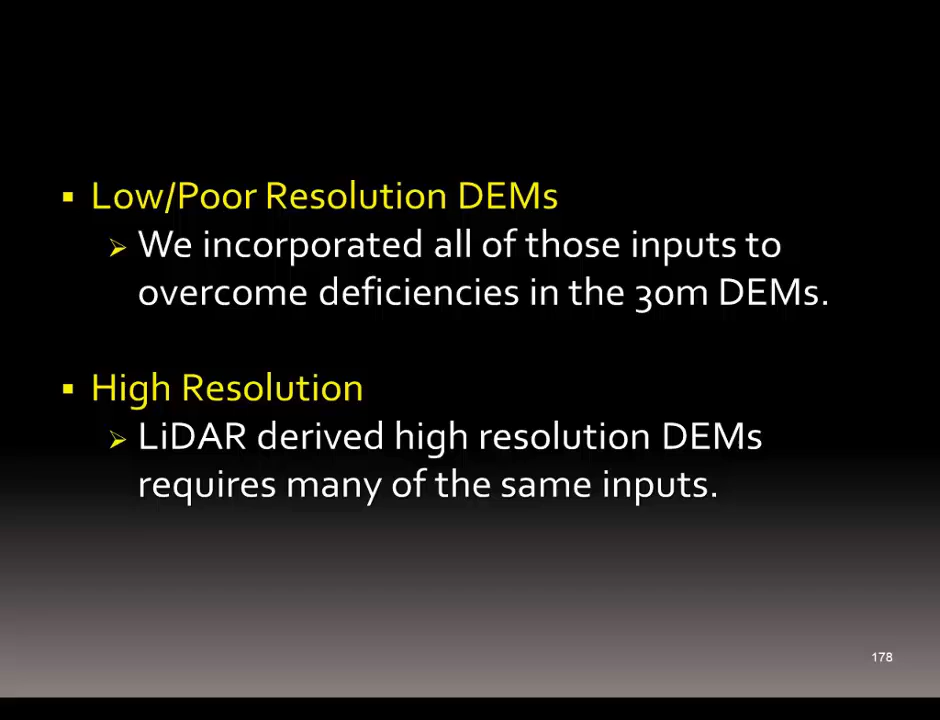 ▪ Low/Poor Resolution DEMs
➢ We incorporated all of those inputs to
overcome deficiencies in the 30m DEMs.
▪ High Resolution
➢ LiDAR derived high resolution DEMs
requires many of the same inputs.
178